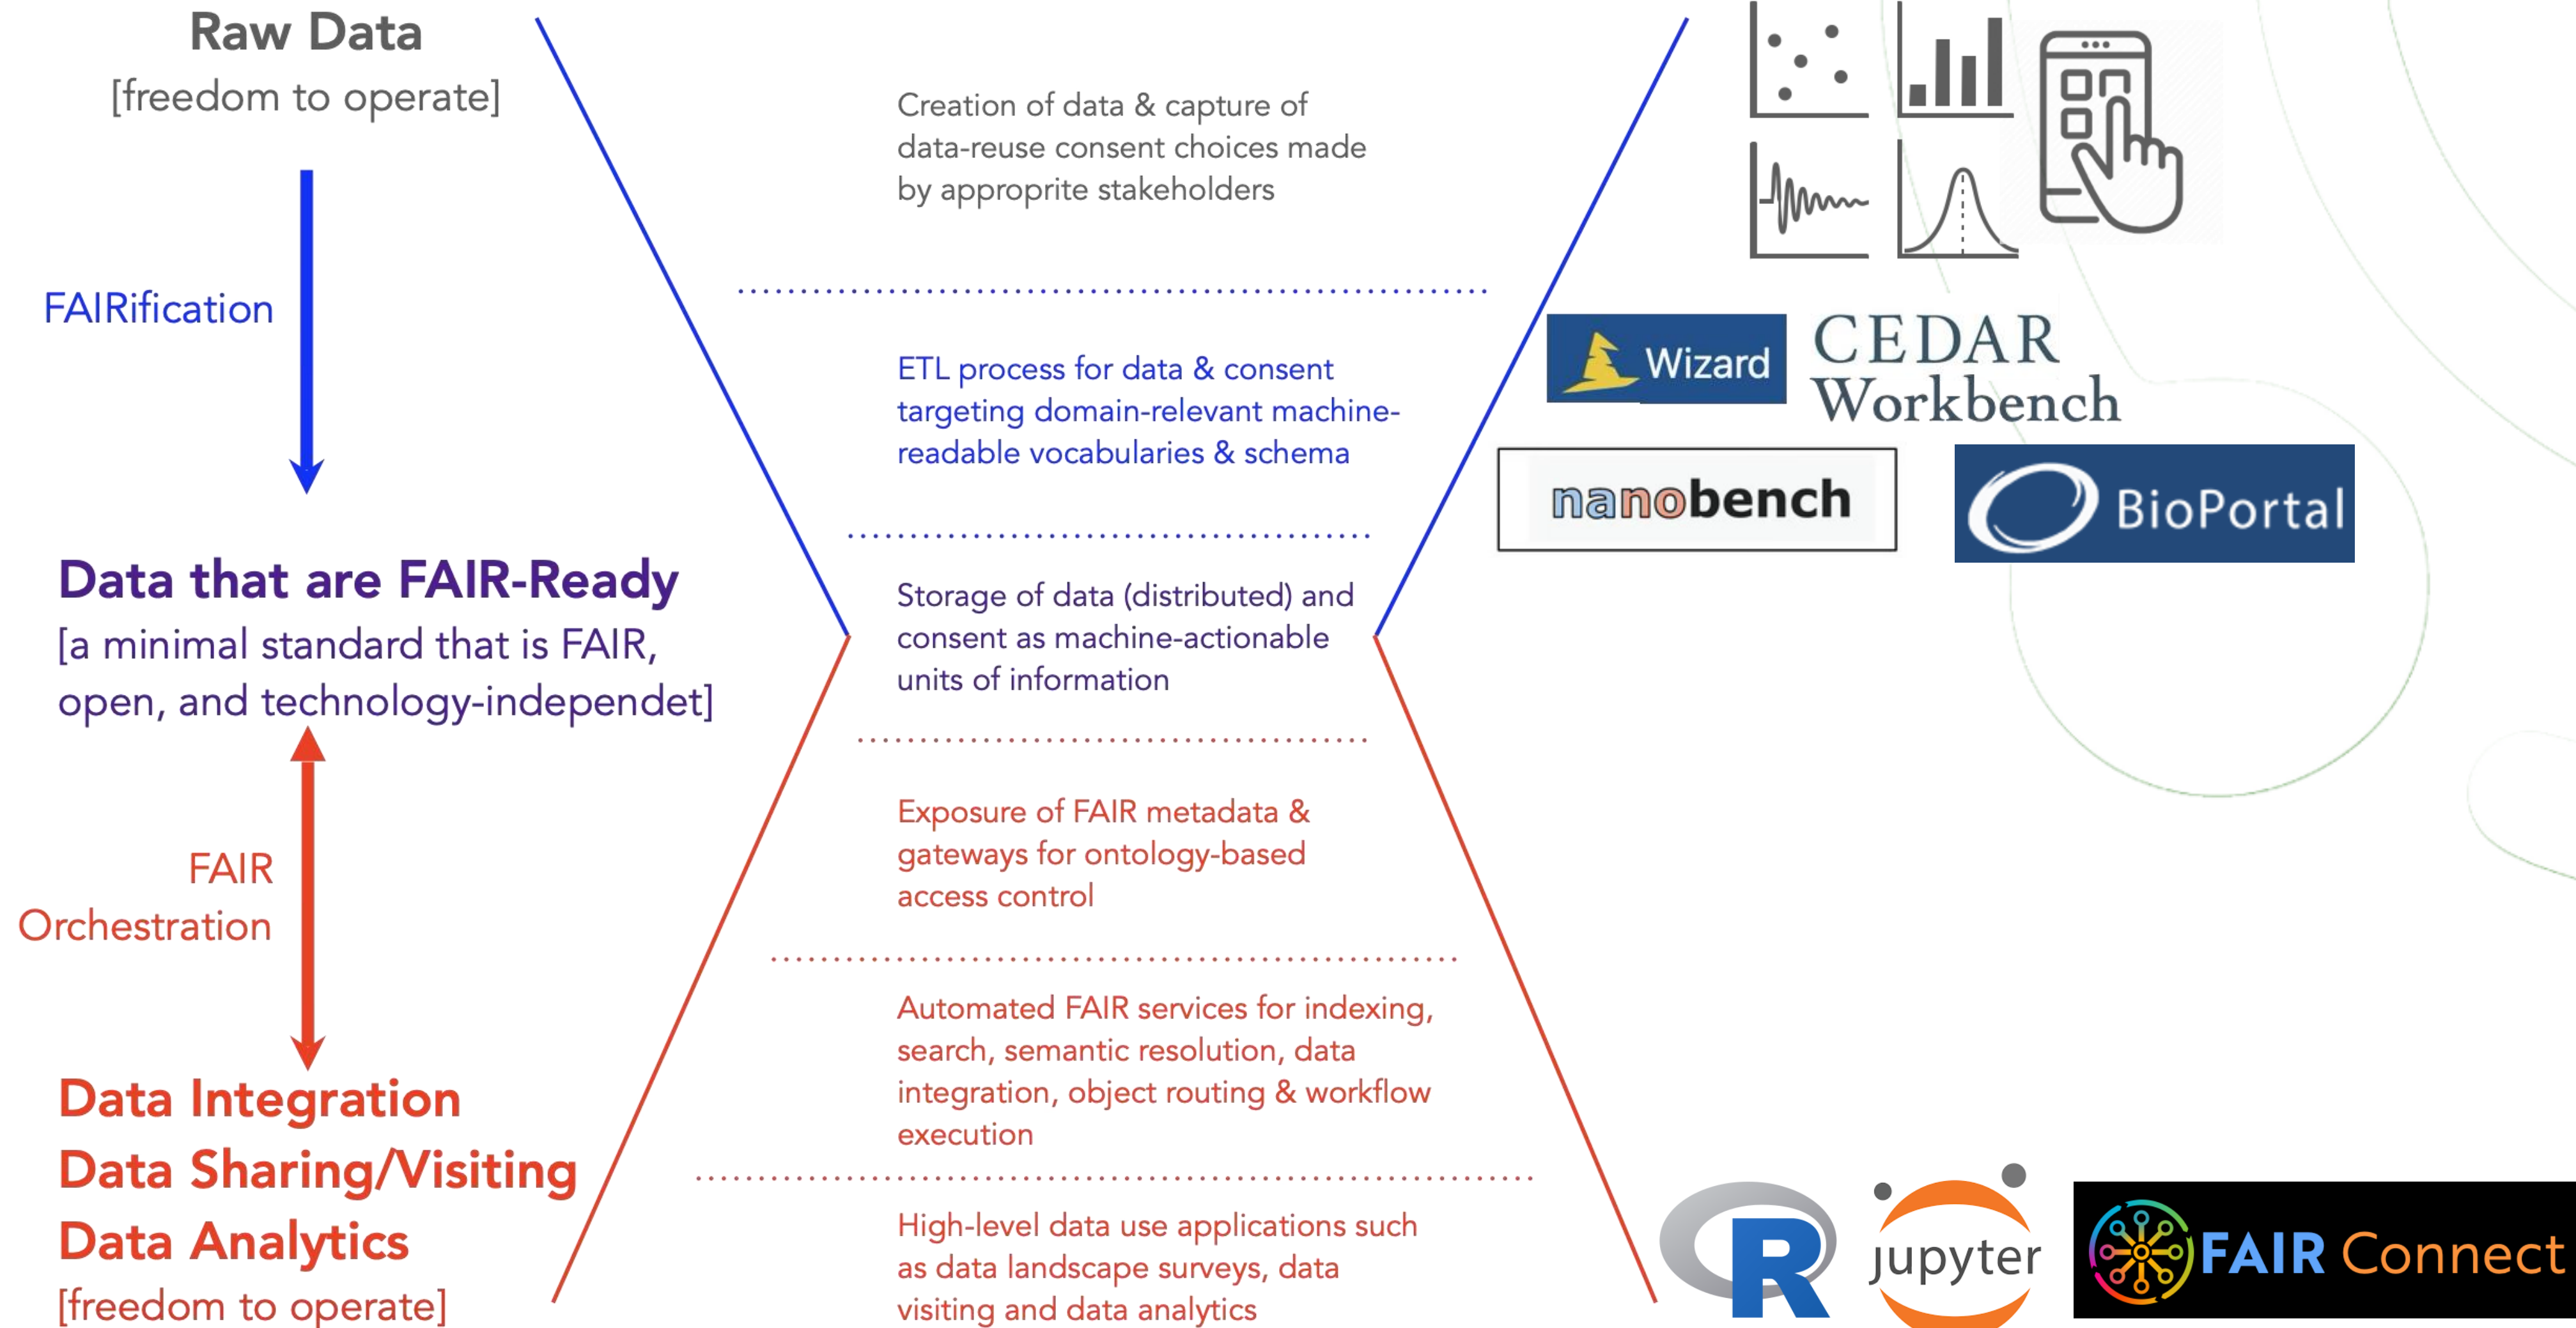 Raw Data
[freedom to operate]
FAIRification
Data that are FAIR-Ready
[a minimal standard that is FAIR,
open, and technology-independet]
FAIR
Orchestration
Data Integration
Data Sharing/Visiting
Data Analytics
[freedom to operate]
Creation of data & capture of
data-reuse consent choices made
by approprite stakeholders
ETL process for data & consent
targeting domain-relevant machine-
readable vocabularies & schema
Storage of data (distributed) and
consent as machine-actionable
units of information
Exposure of FAIR metadata &
gateways for ontology-based
access control
Automated FAIR services for indexing,
search, semantic resolution, data
integration, object routing & workflow
execution
High-level data use applications such
as data landscape surveys, data
visiting and data analytics
Wizard
CEDAR
Workbench
nanobench
BioPortal
R
jupyter
FAIR Connect